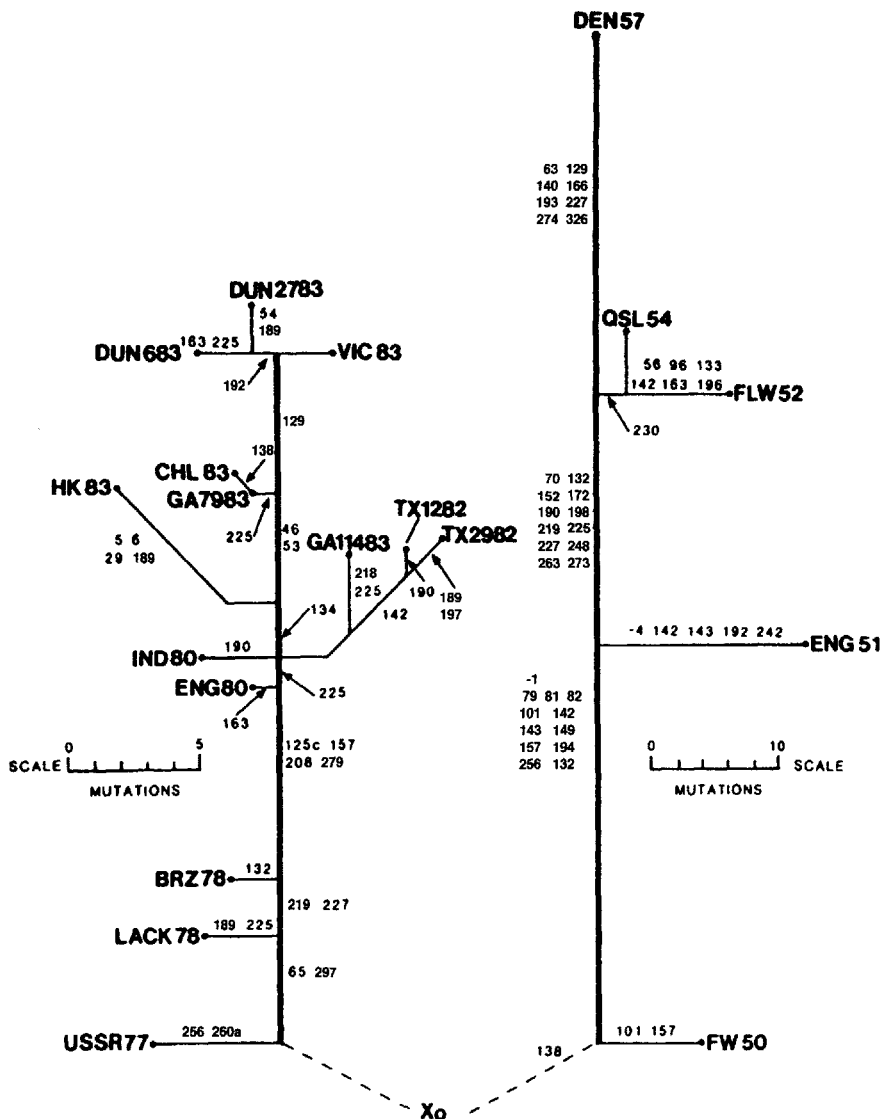 DEN57
63 129
140 166
193 227
274 326
DUN2783
54
189
163 225
DUN683
VIC 83
192
129
138
CHL 83
HK 83
GA7983
225
5 6
29 189
46
53
GA11483
TX1282
TX2982
218
225
190
189
197
142
134
190
IND80
225
ENG80
163
125c 157
208 279
0 5
SCALE
MUTATIONS
132
BRZ78
219 227
189 225
LACK78
65 297
256 260a
USSR77
QSL54
56 96 133
142 163 196
FLW52
230
70 132
152 172
190 198
219 225
227 248
263 273
-4 142 143 192 242
ENG51
-1
79 81 82
101 142
143 149
157 194
256 132
0 10
SCALE
MUTATIONS
101 157
FW50
138
Xo